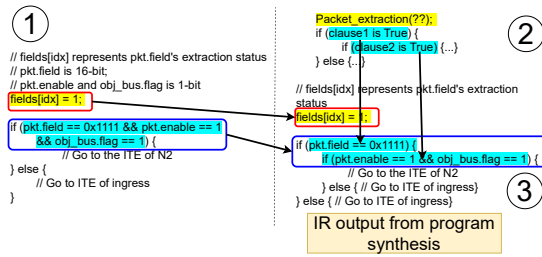 1
// fields[idx] represents pkt.field's extraction status
// pkt.field is 16-bit;
// pkt.enable and obj_bus.flag is 1-bit
fields[idx] = 1;
if (pkt.field == 0x1111 && pkt.enable == 1
&& obj_bus.flag == 1) {
// Go to the ITE of N2
} else {
// Go to ITE of ingress
}
2
Packet_extraction(??);
if (clause1 is True) {
if (clause2 is True) {...}
} else {...}
// fields[idx] represents pkt.field's extraction
status
fields[idx] = 1;
if (pkt.field == 0x1111) {
if (pkt.enable == 1 && obj_bus.flag == 1) {
// Go to the ITE of N2
} else { // Go to ITE of ingress}
} else { // Go to ITE of ingress}
3
IR output from program
synthesis